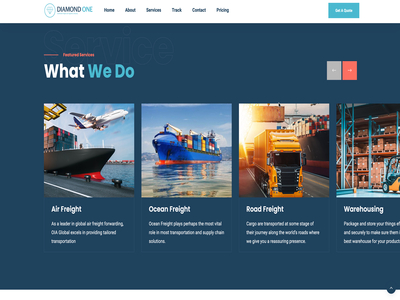 DIAMOND ONE.
Home
About
Services
Track
Contact
Pricing
Get A Quote
Service
Featured Services
What We Do
Air Freight
As a leader in global air freight forwarding,
OIA Global excels in providing tailored
transportation
Ocean Freight
Ocean Freight plays perhaps the most vital
role in most transportation and supply chain
solutions.
Road Freight
Cargo are transported at some stage of
their journey along the world's roads where
we give you a reassuring presence.
Warehousing
Package and store your things ef
and securely to make sure them i
best warehouse for your product